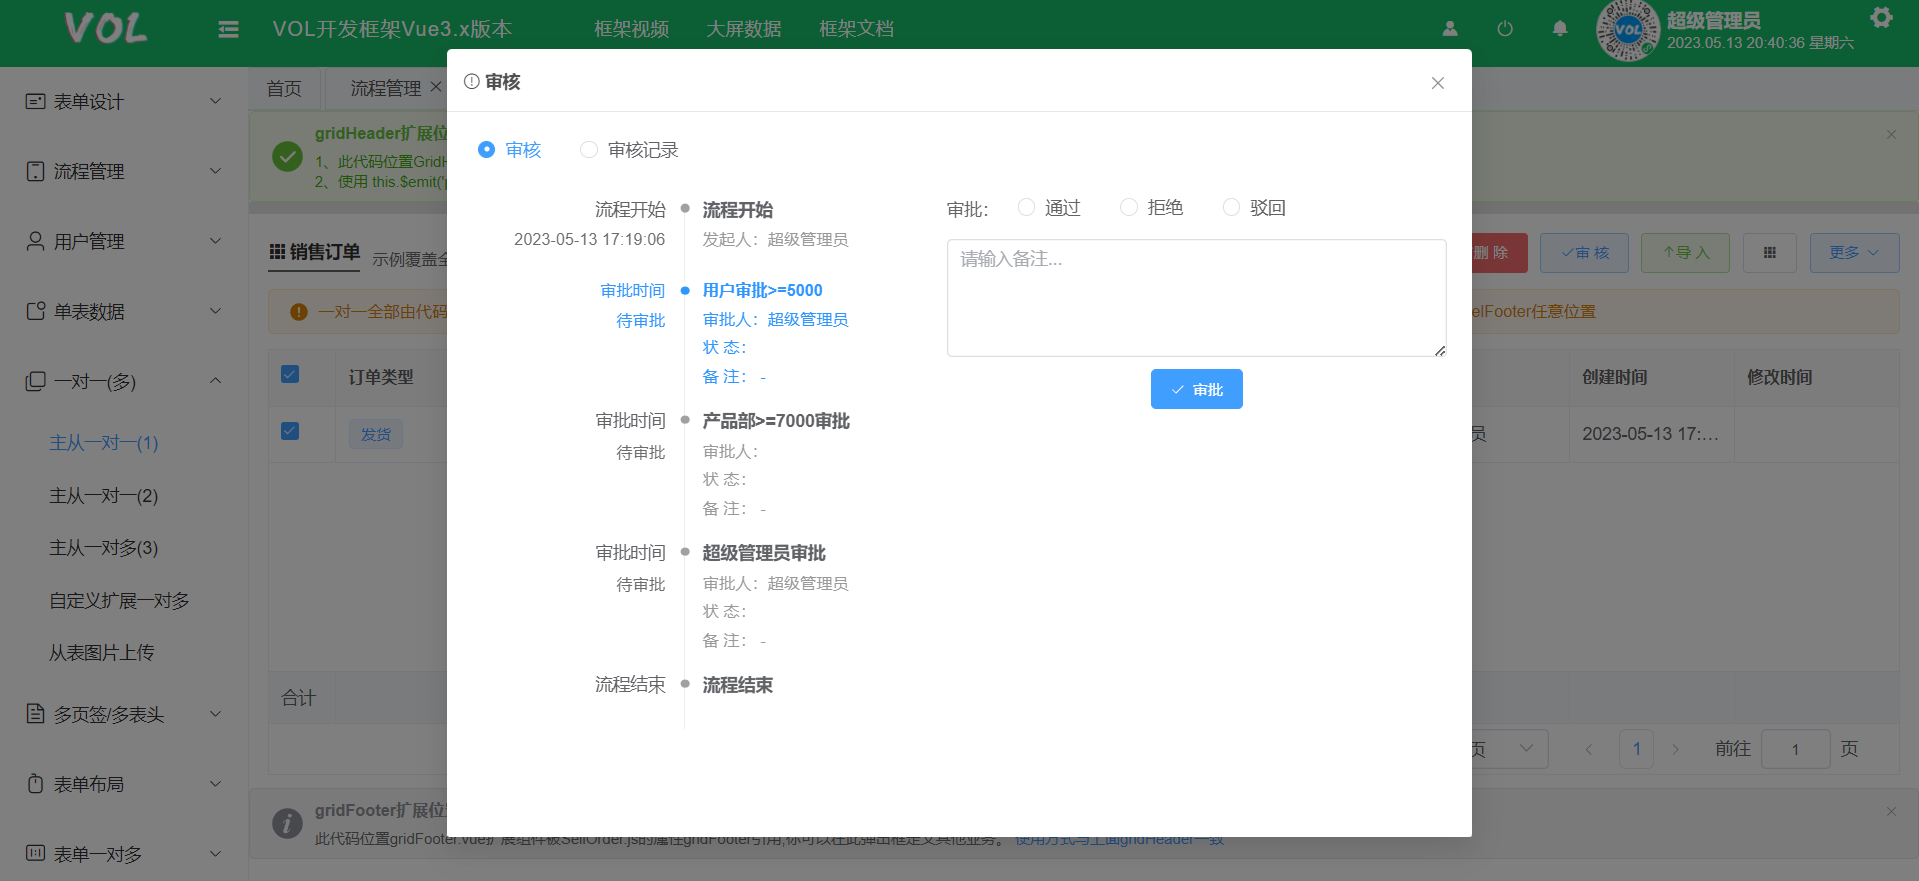 VOL
VOL开发框架Vue3.x版本
框架视频
大屏数据
框架文档
VOL
超级管理员
2023.05.13 20:40:36 星期六
表单设计
流程管理
用户管理
单表数据
一对一(多)
主从一对一(1)
主从一对一(2)
主从一对多(3)
自定义扩展一对多
从表图片上传
多页签/多表头
表单布局
表单一对多
首页
流程管理
gridHeader扩展位
1、此代码位置GridH
2、使用 this.$emit('p
销售订单
示例覆盖全
删 除
审 核
导 入
更多
一对一全部由代码
elFooter任意位置
订单类型
创建时间
修改时间
发货
员
2023-05-13 17:…
合计
页
1
前往
1
页
gridFooter扩展位
此代码位置gridFooter.vue扩展组件被SellOrder.js的属性gridFooter引用,你可以在此弹出框定义其他业务。 使用方式与上面gridHeader一致
审核
审核
审核记录
流程开始
2023-05-13 17:19:06
流程开始
发起人：超级管理员
审批时间
待审批
用户审批>=5000
审批人：超级管理员
状 态：
备 注： -
审批时间
待审批
产品部>=7000审批
审批人：
状 态：
备 注： -
审批时间
待审批
超级管理员审批
审批人：超级管理员
状 态：
备 注： -
流程结束
流程结束
审批：
通过
拒绝
驳回
请输入备注...
审批